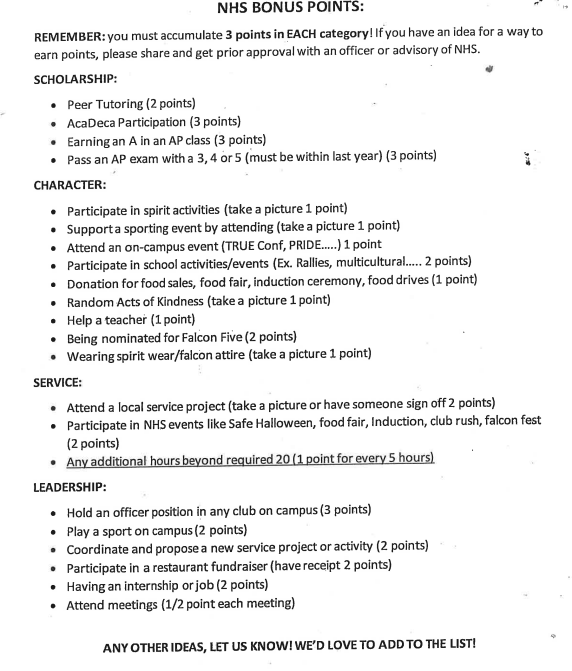 NHS BONUS POINTS:
REMEMBER: you must accumulate 3 points in EACH category! If you have an idea for a way to
earn points, please share and get prior approval with an officer or advisory of NHS.
SCHOLARSHIP:
• Peer Tutoring (2 points)
• AcaDeca Participation (3 points)
• Earning an A in an AP class (3 points)
• Pass an AP exam with a 3, 4 or 5 (must be within last year) (3 points)
CHARACTER:
• Participate in spirit activities (take a picture 1 point)
• Support a sporting event by attending (take a picture 1 point)
• Attend an on-campus event (TRUE Conf, PRIDE.....) 1 point
• Participate in school activities/events (Ex. Rallies, multicultural..... 2 points)
• Donation for food sales, food fair, induction ceremony, food drives (1 point)
• Random Acts of Kindness (take a picture 1 point)
• Help a teacher (1 point)
• Being nominated for Falcon Five (2 points)
• Wearing spirit wear/falcon attire (take a picture 1 point)
SERVICE:
• Attend a local service project (take a picture or have someone sign off 2 points)
• Participate in NHS events like Safe Halloween, food fair, Induction, club rush, falcon fest
(2 points)
• Any additional hours beyond required 20 (1 point for every 5 hours)
LEADERSHIP:
• Hold an officer position in any club on campus (3 points)
• Play a sport on campus (2 points)
• Coordinate and propose a new service project or activity (2 points)
• Participate in a restaurant fundraiser (have receipt 2 points)
• Having an internship or job (2 points)
• Attend meetings (1/2 point each meeting)
ANY OTHER IDEAS, LET US KNOW! WE'D LOVE TO ADD TO THE LIST!